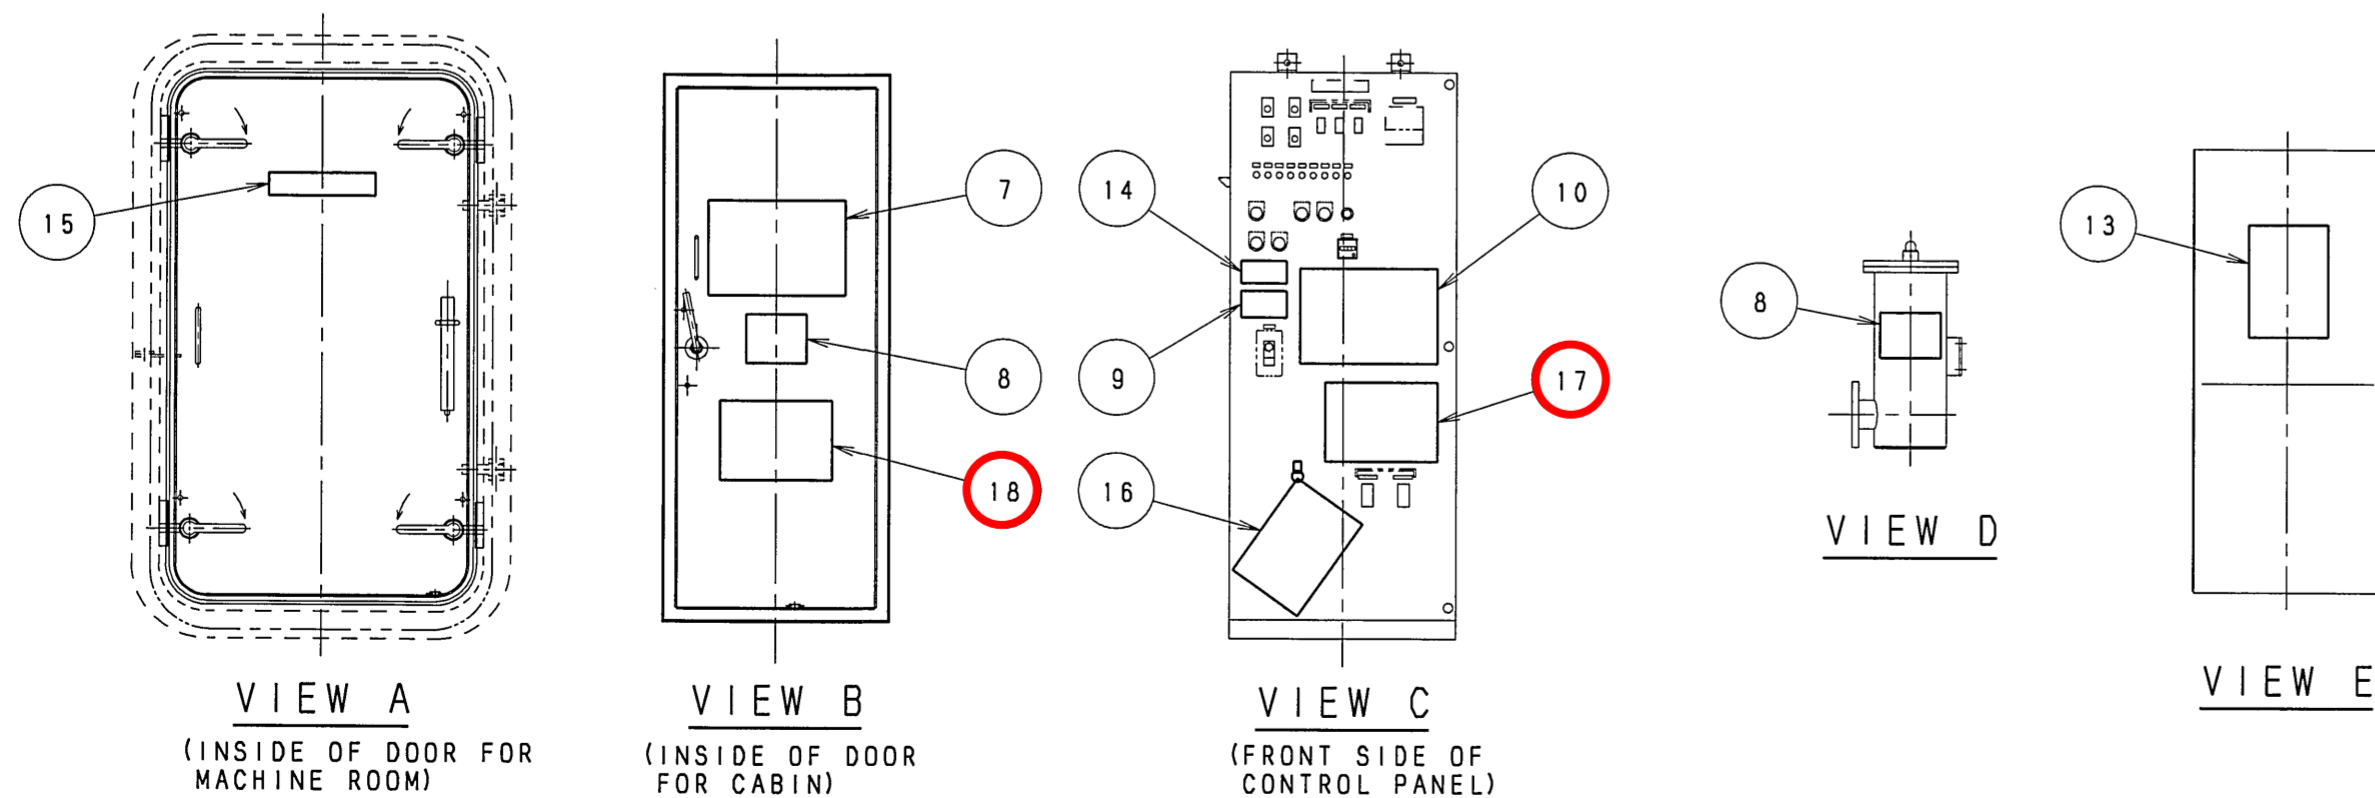 15
VIEW A
(INSIDE OF DOOR FOR
MACHINE ROOM)
7
8
18
VIEW B
(INSIDE OF DOOR
FOR CABIN)
14
9
16
10
17
VIEW C
(FRONT SIDE OF
CONTROL PANEL)
8
VIEW D
13
VIEW E